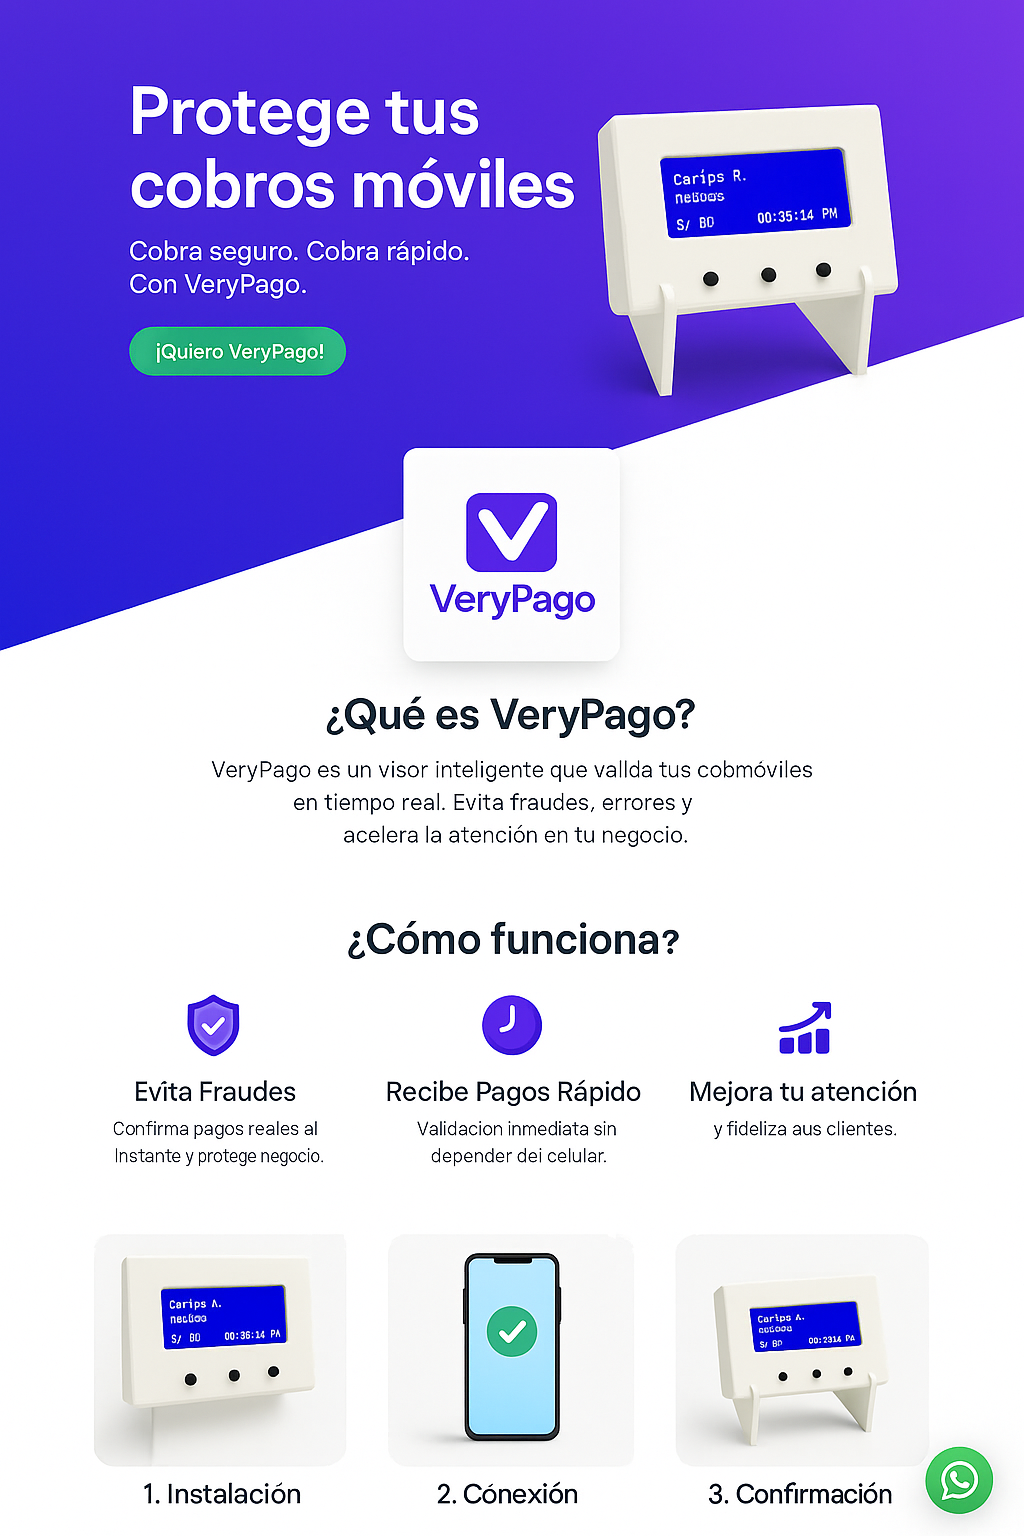 Protege tus
cobros móviles
Cobra seguro. Cobra rápido.
Con VeryPago.
¡Quiero VeryPago!
Carips R.
S/ BD 00:35:14 PM
VeryPago
¿Qué es VeryPago?
VeryPago es un visor inteligente que vallda tus cobmóviles
en tiempo real. Evita fraudes, errores y
acelera la atención en tu negocio.
¿Cómo funciona?
Evita Fraudes
Confirma pagos reales al
Instante y protege negocio.
Recibe Pagos Rápido
Validacion inmediata sin
depender dei celular.
Mejora tu atención
y fideliza aus clientes.
Carips A.
S/ BD 00:36:14 PA
Carips A.
S/ BD 00:2314 PA
1. Instalación
2. Cónexión
3. Confirmación